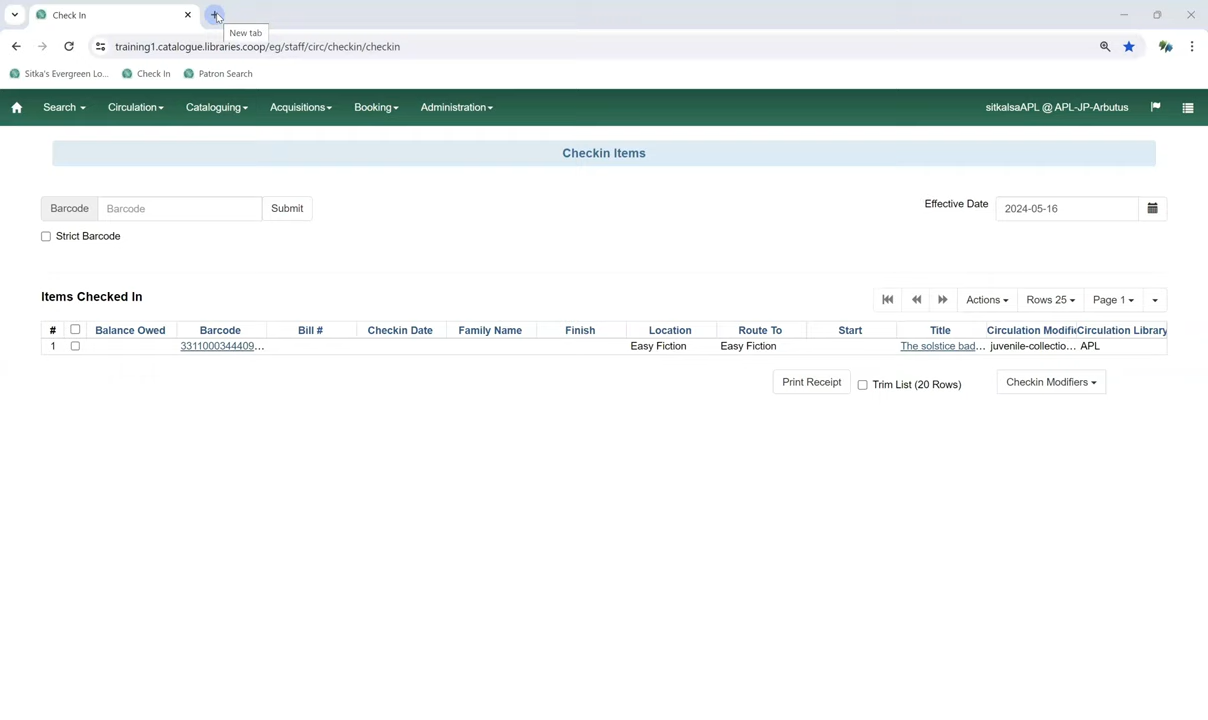 Check In
New tab
training1.catalogue.libraries.coop/eg/staff/circ/checkin/checkin
Sitka's Evergreen Lo... Check In Patron Search
Search Circulation Cataloguing Acquisitions Booking Administration sitkalsaAPL @ APL-JP-Arbutus
Checkin Items
Barcode Barcode Submit Effective Date 2024-05-16
Strict Barcode
Items Checked In Actions Rows 25 Page 1
# Balance Owed Barcode Bill # Checkin Date Family Name Finish Location Route To Start Title Circulation Modifi Circulation Library
1 3311000344409... Easy Fiction Easy Fiction The solstice bad... juvenile-collectio... APL
Print Receipt Trim List (20 Rows) Checkin Modifiers